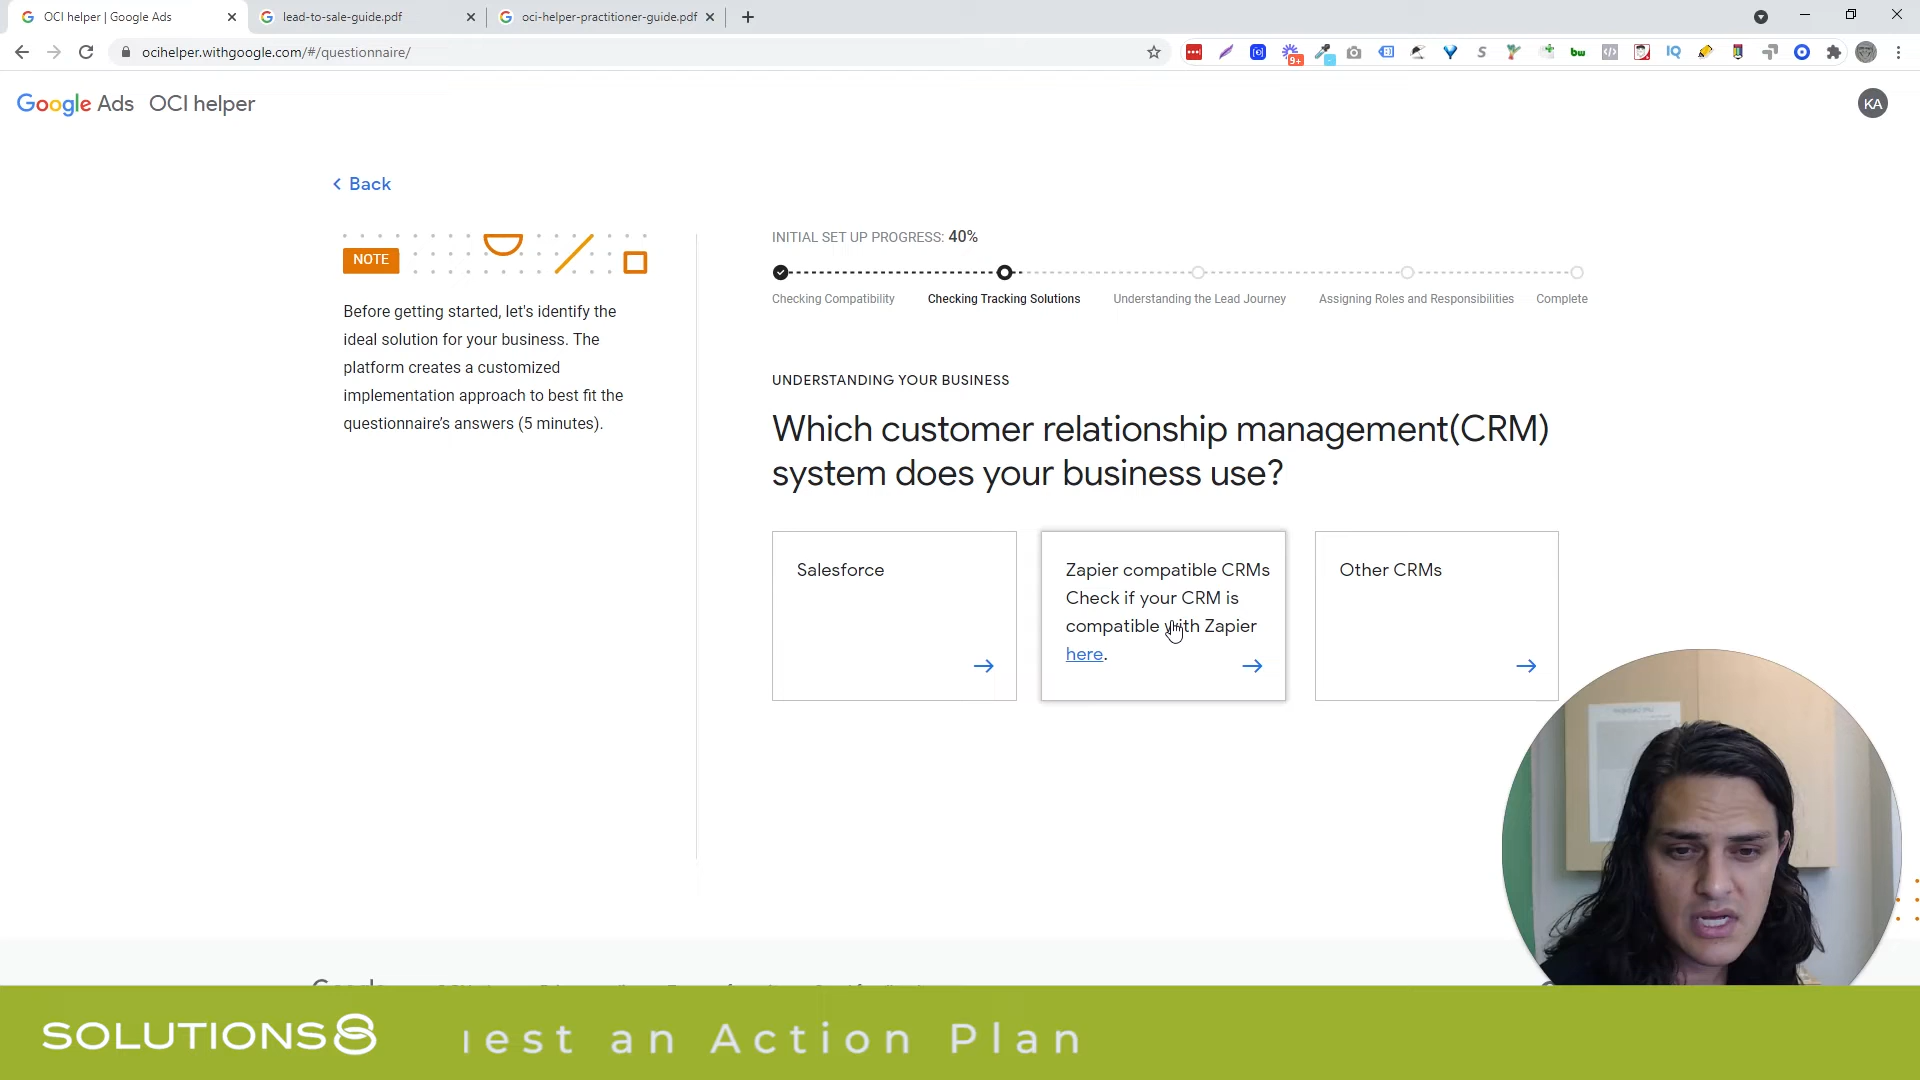 OCI helper | Google Ads
lead-to-sale-guide.pdf
oci-helper-practitioner-guide.pdf
ocihelper.withgoogle.com/#/questionnaire/
9+
S
bw
IQ
Google Ads OCI helper
KA
Back
NOTE
Before getting started, let's identify the
ideal solution for your business. The
platform creates a customized
implementation approach to best fit the
questionnaire’s answers (5 minutes).
INITIAL SET UP PROGRESS: 40%
Checking Compatibility
Checking Tracking Solutions
Understanding the Lead Journey
Assigning Roles and Responsibilities
Complete
UNDERSTANDING YOUR BUSINESS
Which customer relationship management(CRM)
system does your business use?
Salesforce
Zapier compatible CRMs
Check if your CRM is
compatible with Zapier
here.
Other CRMs
SOLUTIONS8
uest an Action Plan